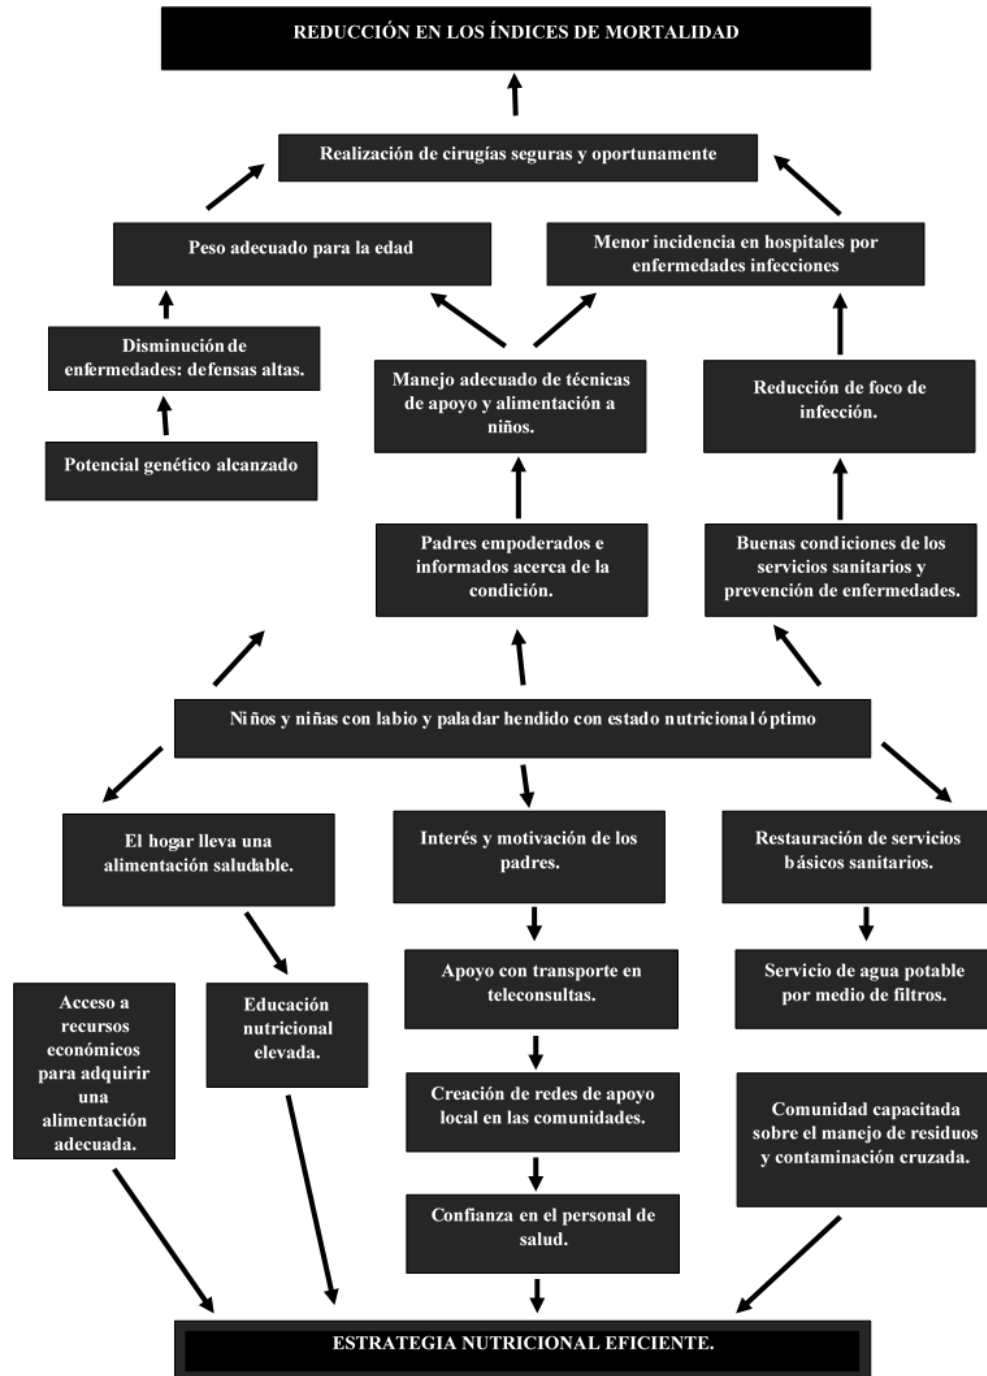 REDUCCIÓN EN LOS ÍNDICES DE MORTALIDAD
Realización de cirugías seguras y oportunamente
Peso adecuado para la edad
Menor incidencia en hospitales por
enfermedades infecciones
Disminución de
enfermedades: defensas altas.
Manejo adecuado de técnicas
de apoyo y alimentación a
niños.
Reducción de foco de
infección.
Potencial genético alcanzado
Padres empoderados e
informados acerca de la
condición.
Buenas condiciones de los
servicios sanitarios y
prevención de enfermedades.
Niños y niñas con labio y paladar hendido con estado nutricional óptimo
El hogar lleva una
alimentación saludable.
Interés y motivación de los
padres.
Restauración de servicios
básicos sanitarios.
Acceso a
recursos
económicos
para adquirir
una
alimentación
adecuada.
Educación
nutricional
elevada.
Apoyo con transporte en
teleconsultas.
Servicio de agua potable
por medio de filtros.
Creación de redes de apoyo
local en las comunidades.
Comunidad capacitada
sobre el manejo de residuos
y contaminación cruzada.
Confianza en el personal de
salud.
ESTRATEGIA NUTRICIONAL EFICIENTE.